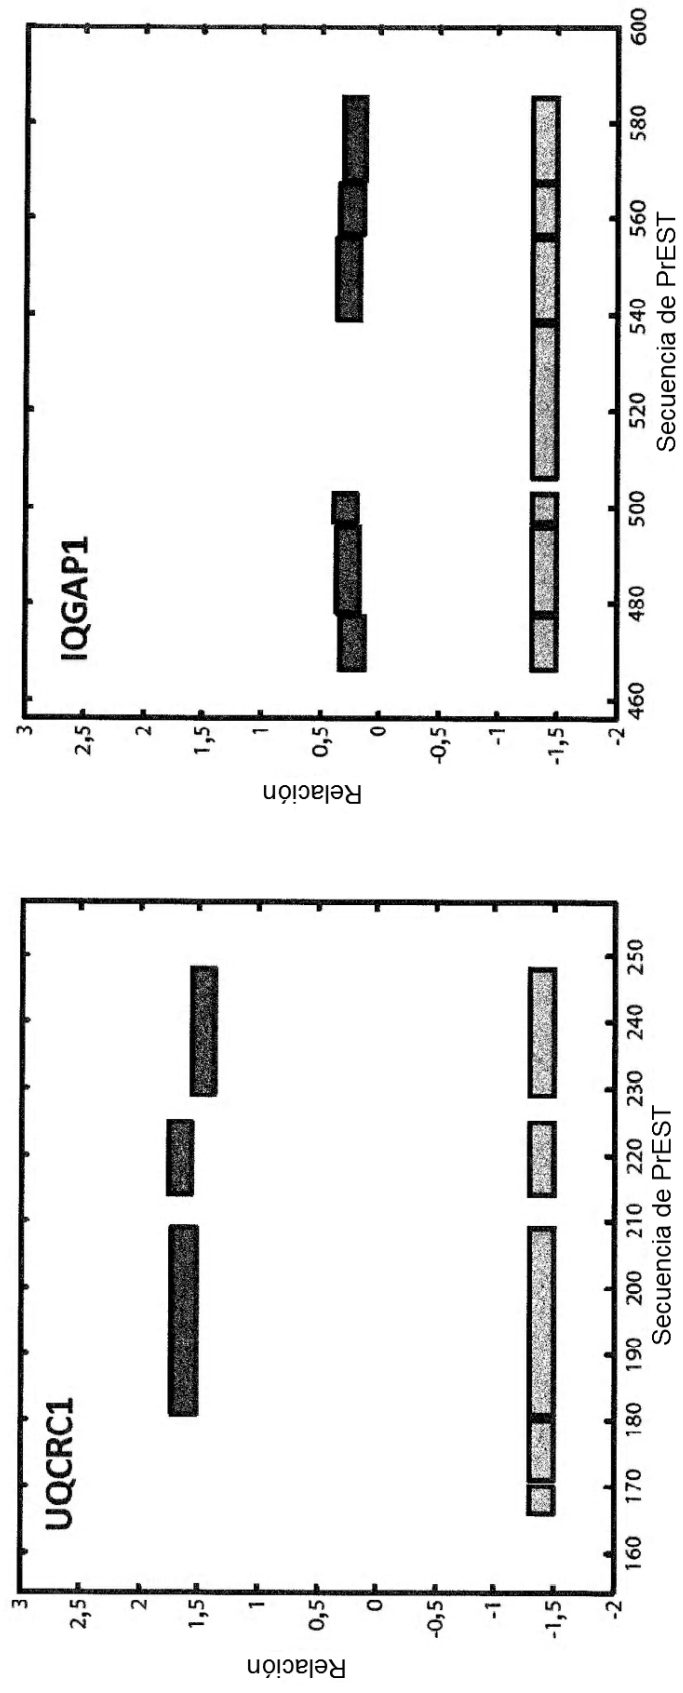 UQCRC1
Relación
3
2,5
2
1,5
1
0,5
0
-0,5
-1
-1,5
-2
160 170 180 190 200 210 220 230 240 250
Secuencia de PrEST
IQGAP1
Relación
3
2,5
2
1,5
1
0,5
0
-0,5
-1
-1,5
-2
460 480 500 520 540 560 580 600
Secuencia de PrEST